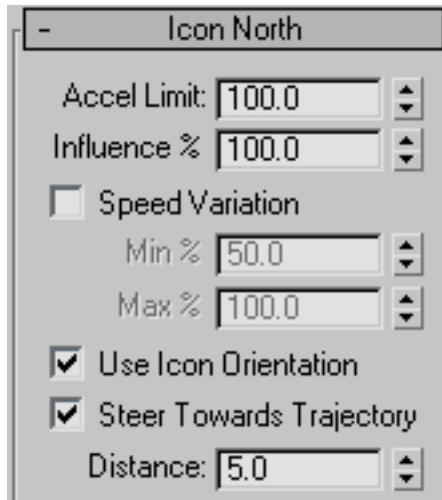 - Icon North
Accel Limit: 100.0
Influence % 100.0
Speed Variation
Min % 50.0
Max % 100.0
Use Icon Orientation
Steer Towards Trajectory
Distance: 5.0